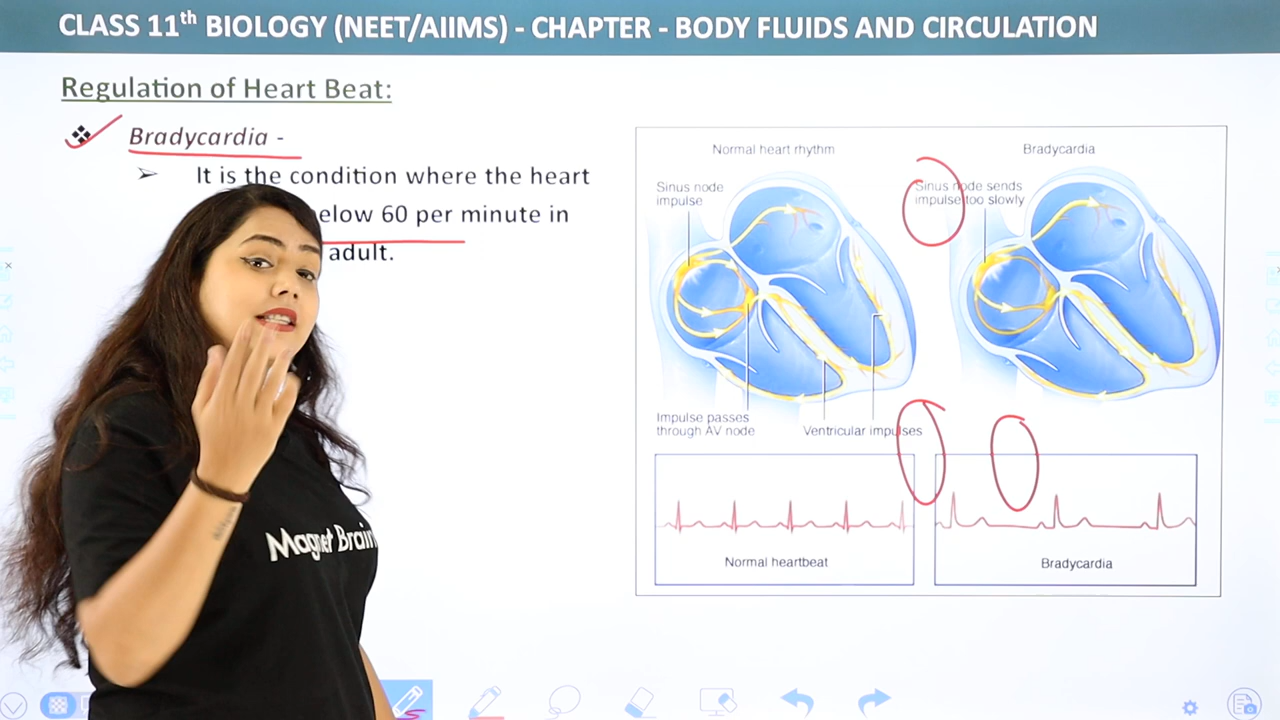 CLASS 11th BIOLOGY (NEET/AIIMS) - CHAPTER - BODY FLUIDS AND CIRCULATION
Regulation of Heart Beat:
Bradycardia -
It is the condition where the heart
below 60 per minute in
adult.
Normal heart rhythm
Bradycardia
Sinus node
impulse
Sinus node sends
impulse too slowly
Impulse passes
through AV node
Ventricular impulses
Normal heartbeat
Bradycardia
Magnet Brain